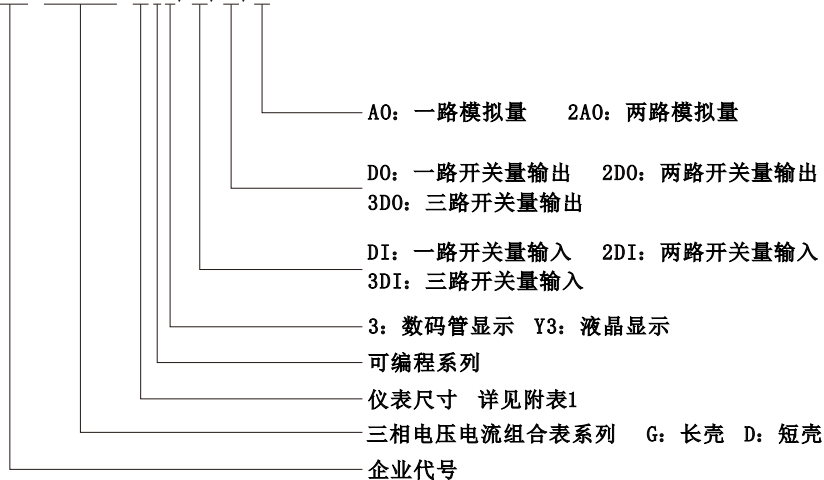 AO：一路模拟量 2AO：两路模拟量
DO：一路开关量输出 2DO：两路开关量输出
3DO：三路开关量输出
DI：一路开关量输入 2DI：两路开关量输入
3DI：三路开关量输入
3：数码管显示 Y3：液晶显示
可编程系列
仪表尺寸 详见附表1
三相电压电流组合表系列 G：长壳 D：短壳
企业代号